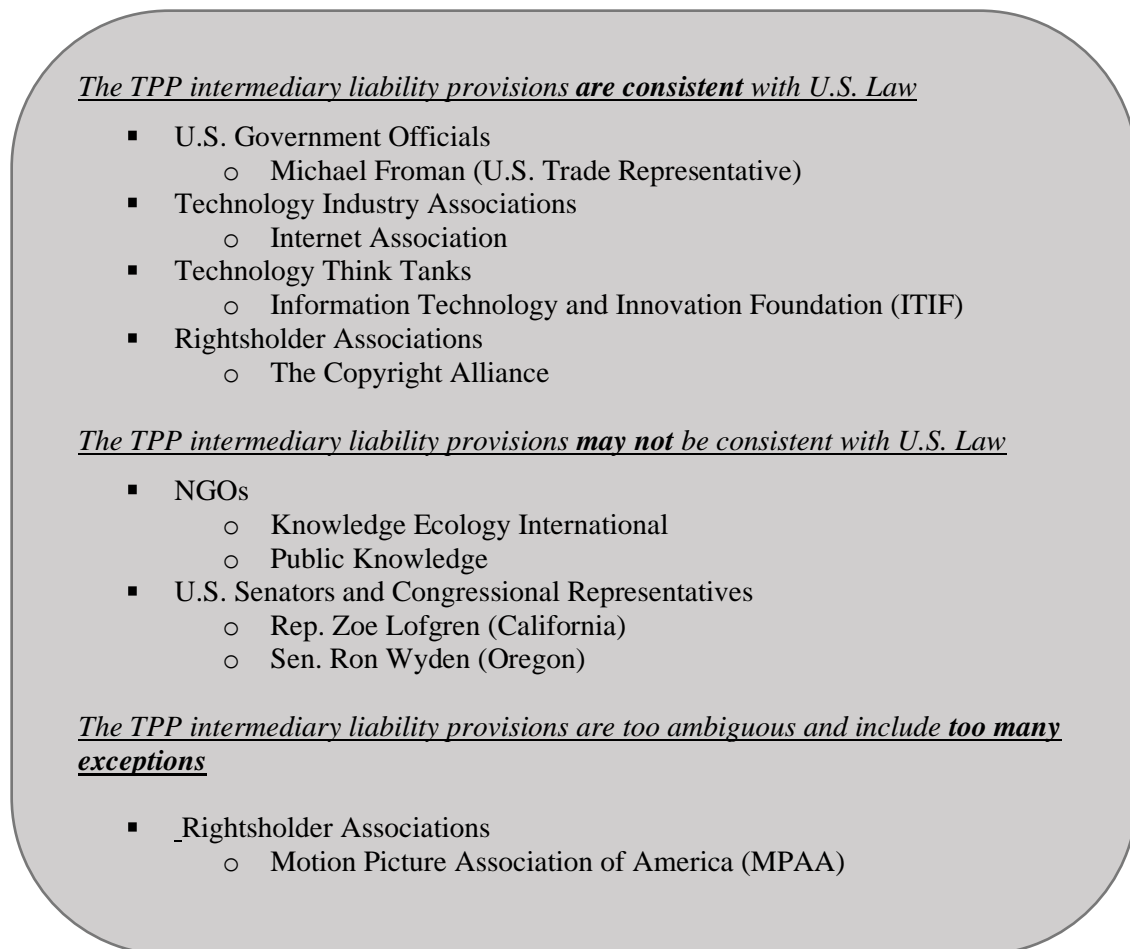 The TPP intermediary liability provisions are consistent with U.S. Law
▪ U.S. Government Officials
o Michael Froman (U.S. Trade Representative)
▪ Technology Industry Associations
o Internet Association
▪ Technology Think Tanks
o Information Technology and Innovation Foundation (ITIF)
▪ Rightsholder Associations
o The Copyright Alliance
The TPP intermediary liability provisions may not be consistent with U.S. Law
▪ NGOs
o Knowledge Ecology International
o Public Knowledge
▪ U.S. Senators and Congressional Representatives
o Rep. Zoe Lofgren (California)
o Sen. Ron Wyden (Oregon)
The TPP intermediary liability provisions are too ambiguous and include too many
exceptions
▪ Rightsholder Associations
o Motion Picture Association of America (MPAA)